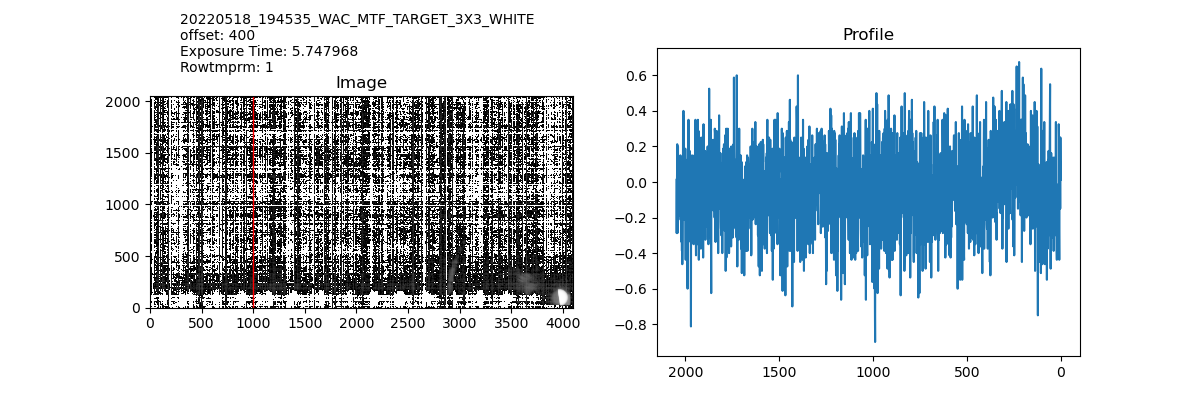 20220518_194535_WAC_MTF_TARGET_3X3_WHITE
offset: 400
Exposure Time: 5.747968
Rowtmprm: 1
Image
2000
1500
1000
500
0
0 500 1000 1500 2000 2500 3000 3500 4000
Profile
0.6
0.4
0.2
0.0
−0.2
−0.4
−0.6
−0.8
2000 1500 1000 500 0